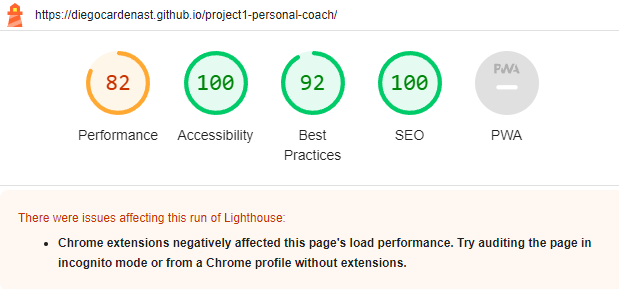 https://diegocardenast.github.io/project1-personal-coach/
82
100
92
100
PWA
Performance
Accessibility
Best
Practices
SEO
PWA
There were issues affecting this run of Lighthouse:
• Chrome extensions negatively affected this page's load performance. Try auditing the page in
incognito mode or from a Chrome profile without extensions.